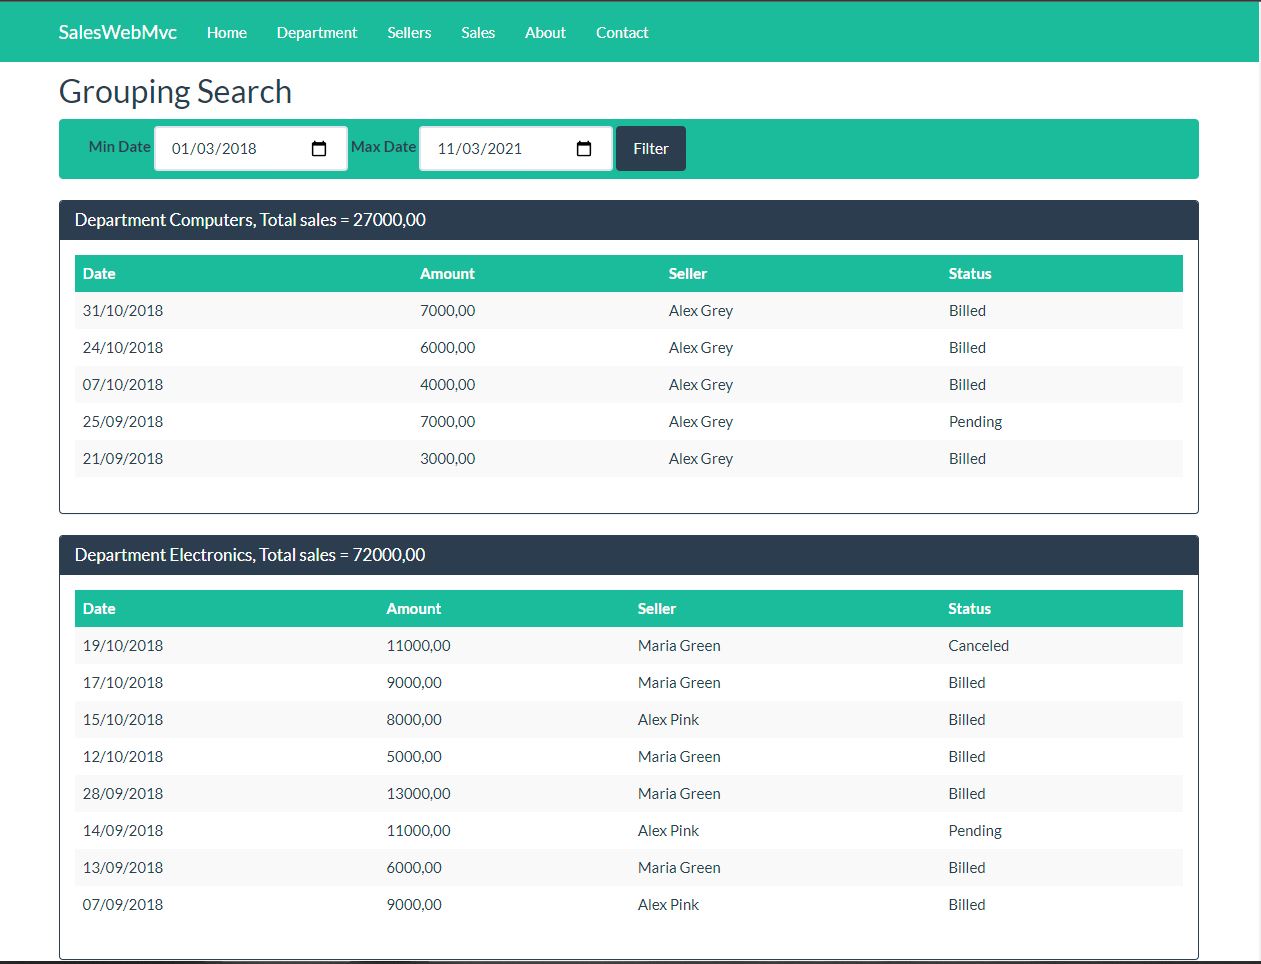 SalesWebMvc Home Department Sellers Sales About Contact
Grouping Search
Min Date 01/03/2018 Max Date 11/03/2021 Filter
Department Computers, Total sales = 27000,00
Date Amount Seller Status
31/10/2018 7000,00 Alex Grey Billed
24/10/2018 6000,00 Alex Grey Billed
07/10/2018 4000,00 Alex Grey Billed
25/09/2018 7000,00 Alex Grey Pending
21/09/2018 3000,00 Alex Grey Billed
Department Electronics, Total sales = 72000,00
Date Amount Seller Status
19/10/2018 11000,00 Maria Green Canceled
17/10/2018 9000,00 Maria Green Billed
15/10/2018 8000,00 Alex Pink Billed
12/10/2018 5000,00 Maria Green Billed
28/09/2018 13000,00 Maria Green Billed
14/09/2018 11000,00 Alex Pink Pending
13/09/2018 6000,00 Maria Green Billed
07/09/2018 9000,00 Alex Pink Billed